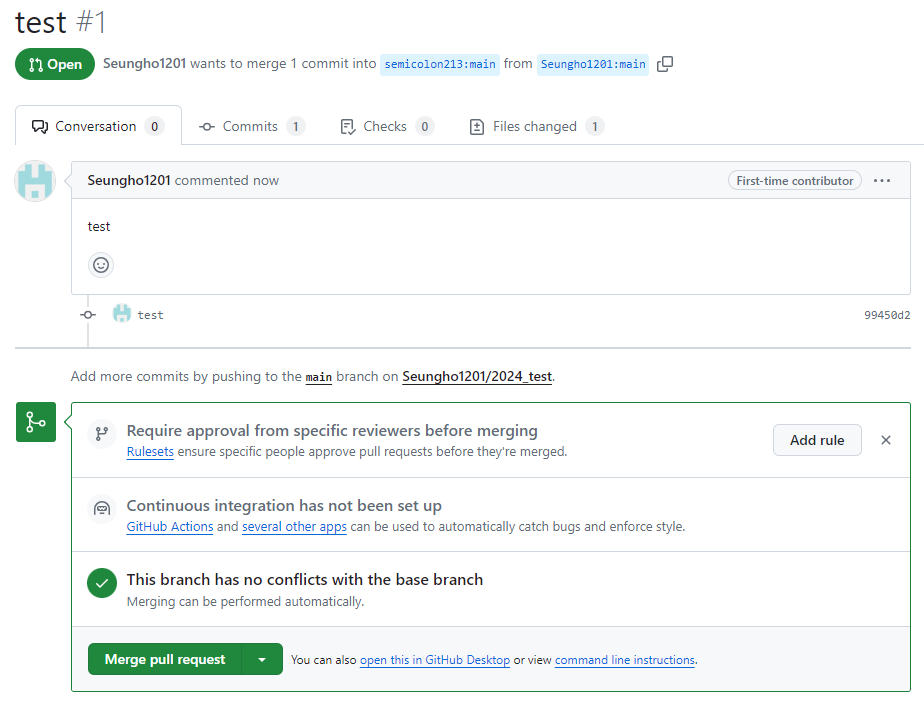 test #1
Open Seungho1201 wants to merge 1 commit into semicolon213:main from Seungho1201:main
Conversation 0 Commits 1 Checks 0 Files changed 1
Seungho1201 commented now First-time contributor
test
test 99450d2
Add more commits by pushing to the main branch on Seungho1201/2024_test.
Require approval from specific reviewers before merging
Rulesets ensure specific people approve pull requests before they're merged.
Add rule
Continuous integration has not been set up
GitHub Actions and several other apps can be used to automatically catch bugs and enforce style.
This branch has no conflicts with the base branch
Merging can be performed automatically.
Merge pull request You can also open this in GitHub Desktop or view command line instructions.